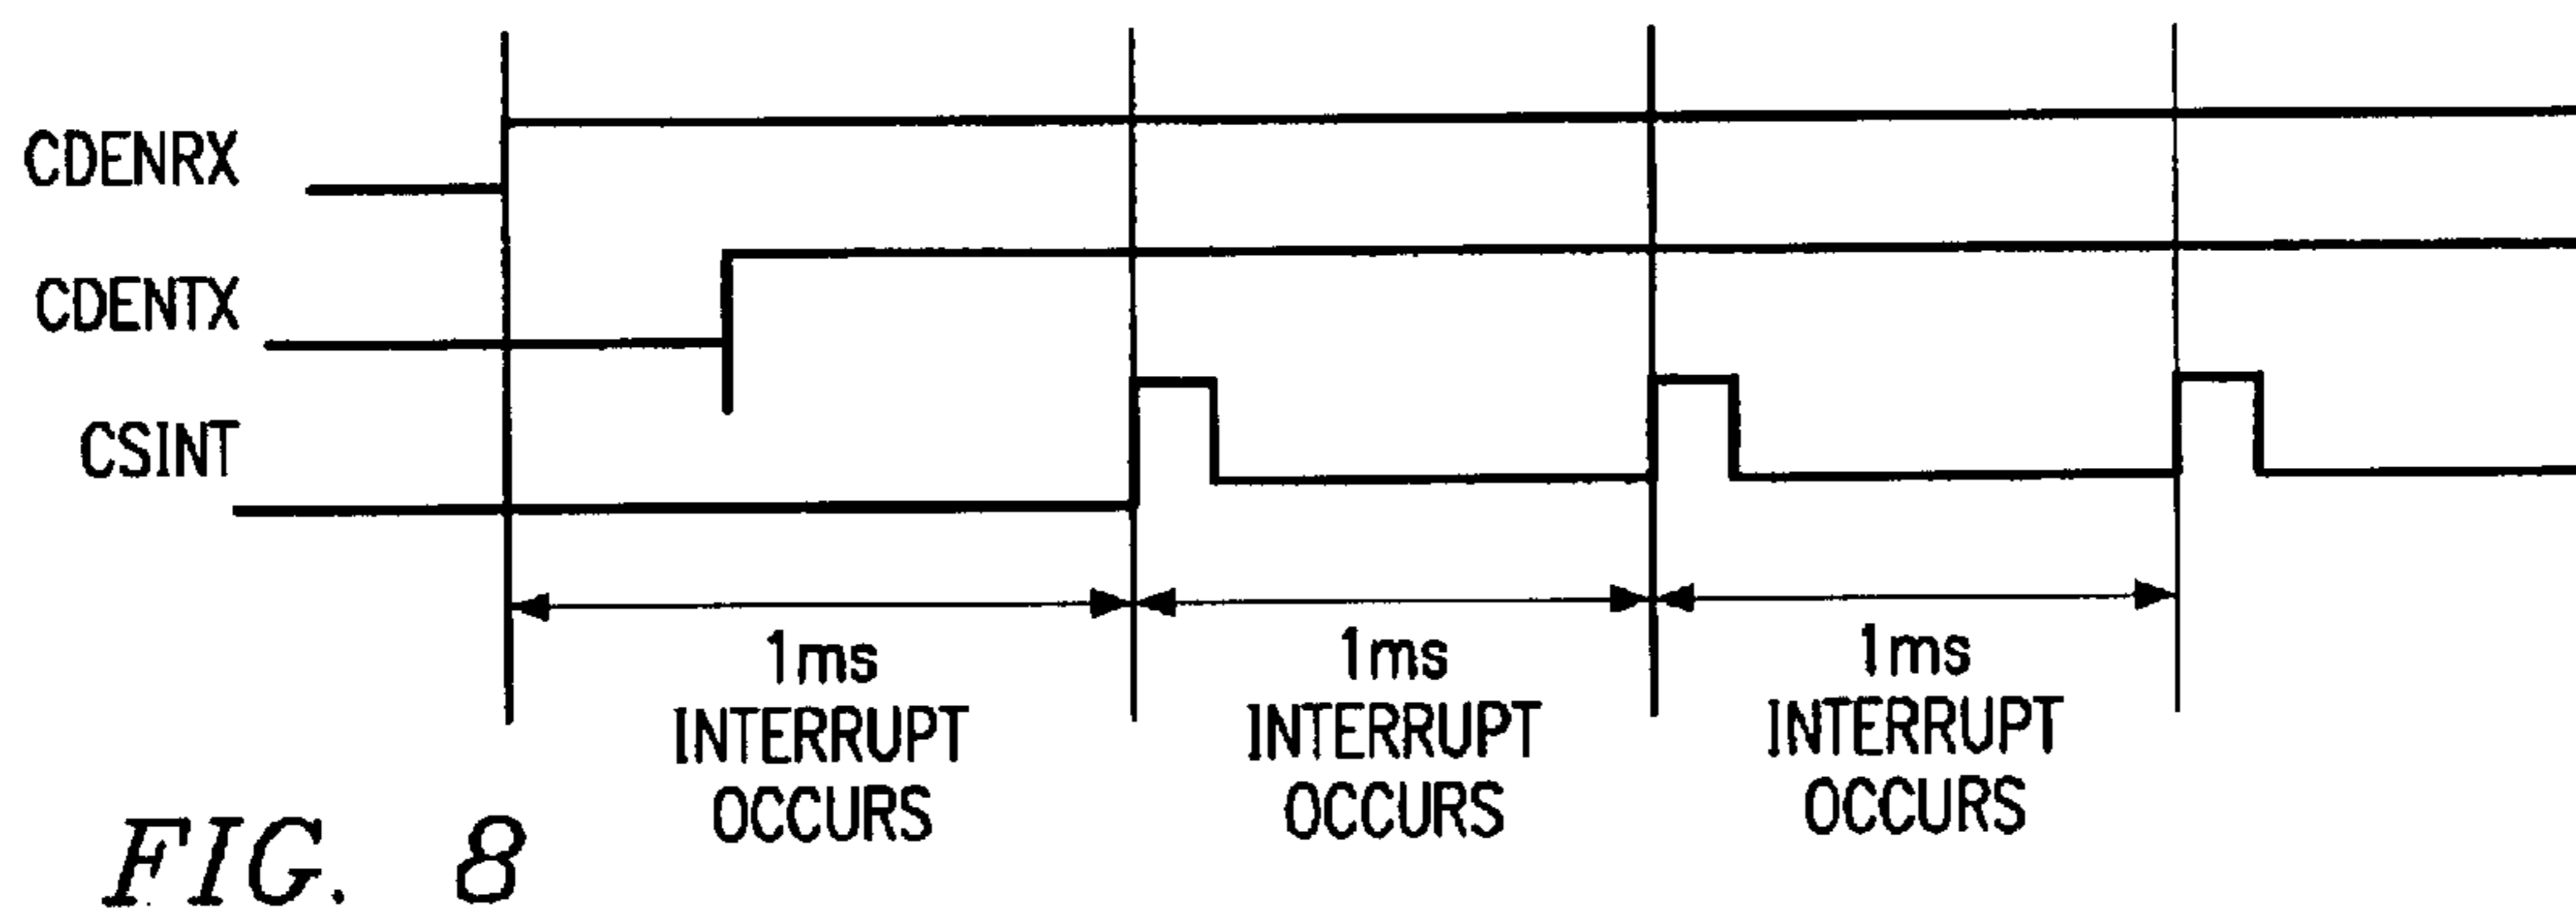 CDENRX
CDENTX
CSINT
1ms
INTERRUPT
OCCURS
1ms
INTERRUPT
OCCURS
1ms
INTERRUPT
OCCURS
FIG. 8